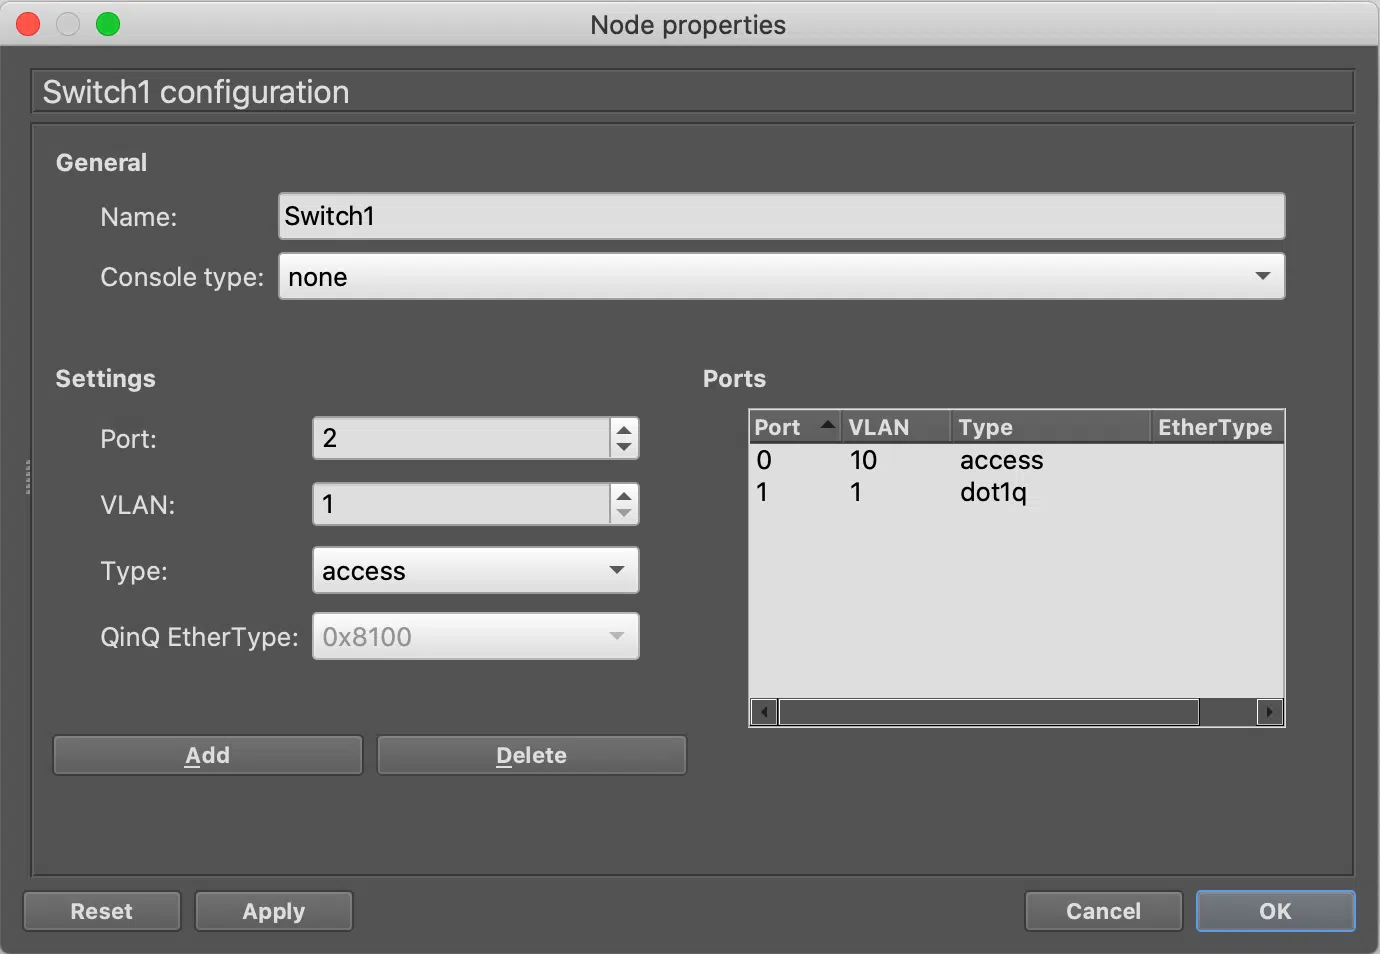 Node properties
Switch1 configuration
General
Name: Switch1
Console type: none
Settings
Port: 2
VLAN: 1
Type: access
QinQ EtherType: 0x8100
Add Delete
Ports
Port VLAN Type EtherType
0 10 access
1 1 dot1q
Reset Apply Cancel OK